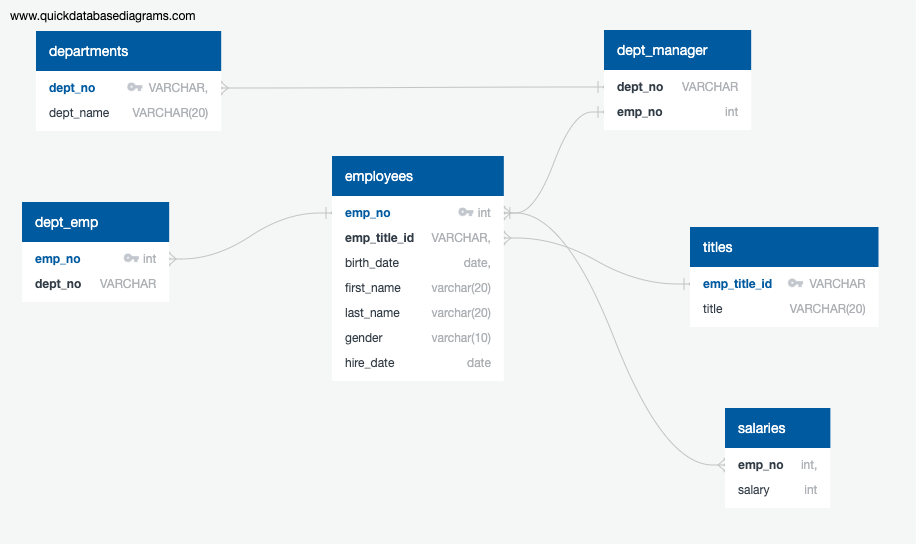 www.quickdatabasediagrams.com
departments
dept_no VARCHAR,
dept_name VARCHAR(20)
dept_manager
dept_no VARCHAR
emp_no int
employees
emp_no int
emp_title_id VARCHAR,
birth_date date,
first_name varchar(20)
last_name varchar(20)
gender varchar(10)
hire_date date
dept_emp
emp_no int
dept_no VARCHAR
titles
emp_title_id VARCHAR
title VARCHAR(20)
salaries
emp_no int,
salary int